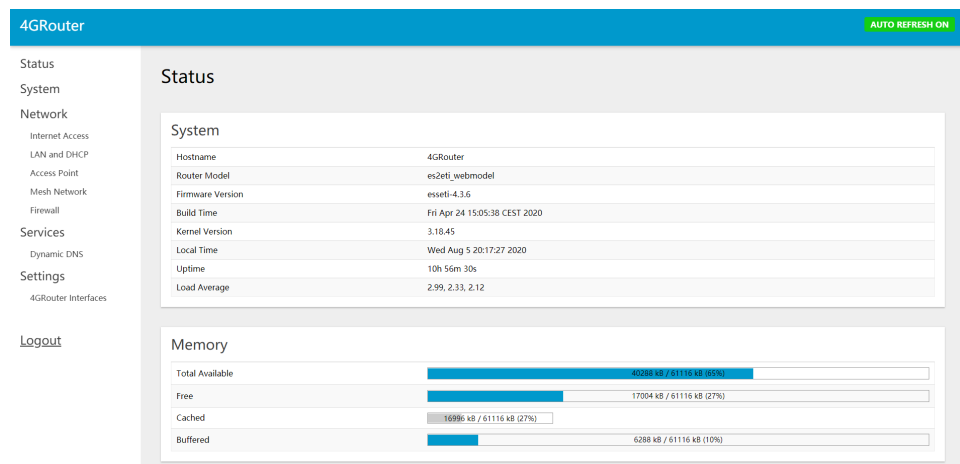 4GRouter
AUTO REFRESH ON
Status
System
Network
Internet Access
LAN and DHCP
Access Point
Mesh Network
Firewall
Services
Dynamic DNS
Settings
4GRouter Interfaces
Logout
Status
System
Hostname 4GRouter
Router Model es2eti_webmodel
Firmware Version esseti-4.3.6
Build Time Fri Apr 24 15:05:38 CEST 2020
Kernel Version 3.18.45
Local Time Wed Aug 5 20:17:27 2020
Uptime 10h 56m 30s
Load Average 2.99, 2.33, 2.12
Memory
Total Available 40288 kB / 61116 kB (65%)
Free 17004 kB / 61116 kB (27%)
Cached 16996 kB / 61116 kB (27%)
Buffered 6288 kB / 61116 kB (10%)